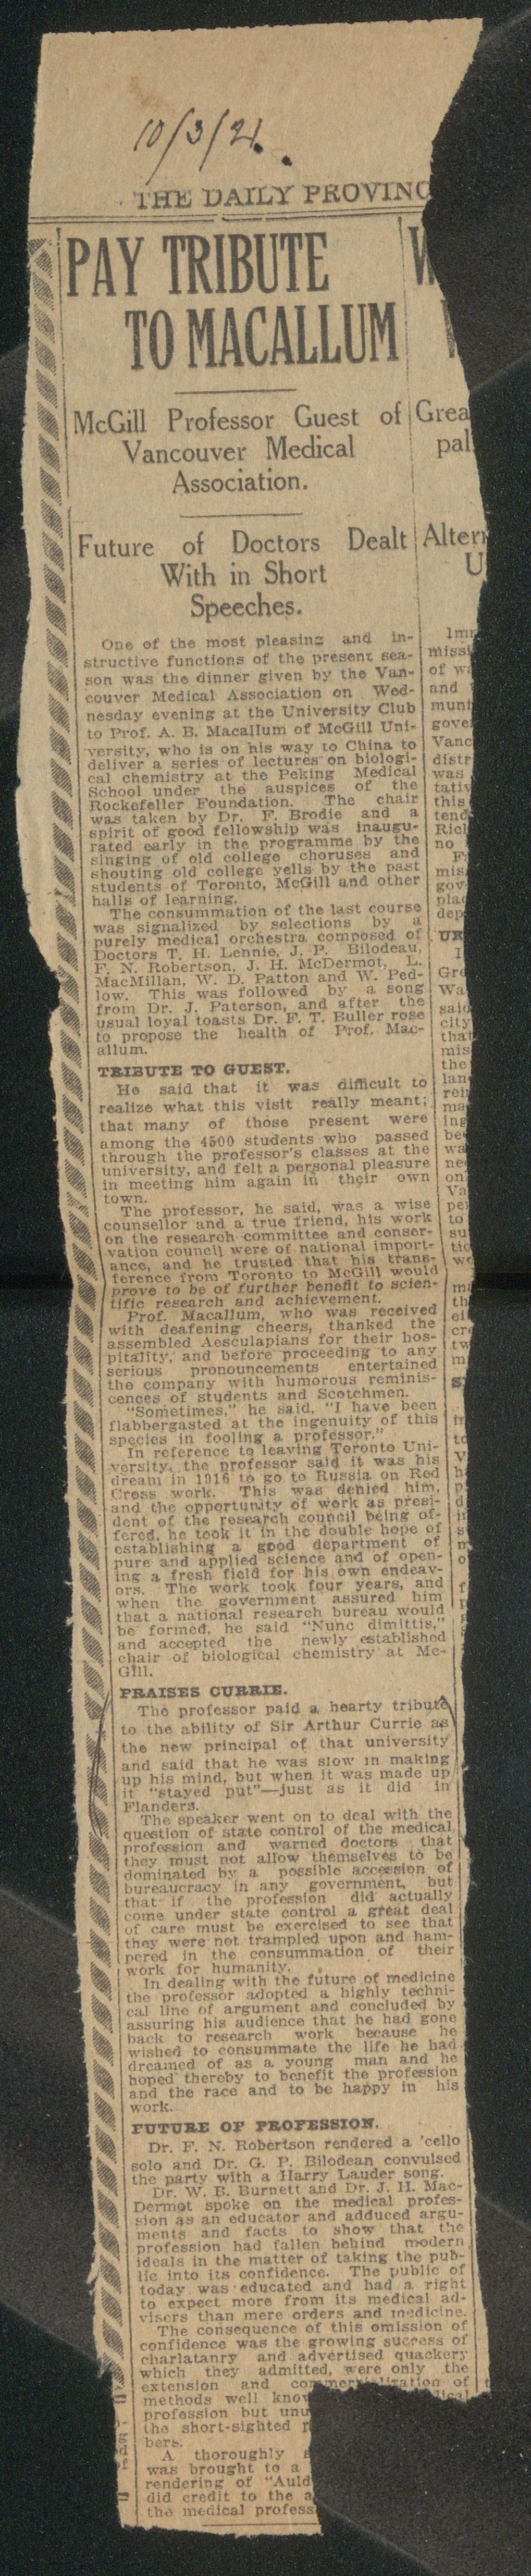 10/3/21.
THE DAILY PROVINC
PAY TRIBUTE
TO MACALLUM
McGill Professor Guest of
Vancouver Medical
Association.
Future of Doctors Dealt
With in Short
Speeches.
One of the most pleasing and in-
structive functions of the present sea-
son was the dinner given by the Van-
couver Medical Association on Wed-
nesday evening at the University Club
to Prof. A. B. Macallum of McGill Uni-
versity, who is on his way to China to
deliver a series of lectures on biologi-
cal chemistry at the Peking Medical
School under the auspices of the
Rockefeller Foundation. The chair
was taken by Dr. F. Brodie and a
spirit of good fellowship was inaugu-
rated early in the programme by the
singing of old college choruses and
shouting old college yells by the past
students of Toronto, McGill and other
halls of learning.
The consummation of the last course
was signalized by selections by a
purely medical orchestra composed of
Doctors T. H. Lennie, J. P. Bilodeau,
F. N. Robertson, J. H. McDermot, L.
MacMillan, W. D. Patton and W. Ped-
low. This was followed by a song
from Dr. J. Paterson, and after the
usual loyal toasts Dr. F. T. Buller rose
to propose the health of Prof. Mac-
allum.
TRIBUTE TO GUEST.
He said that it was difficult to
realize what this visit really meant;
that many of those present were
among the 4500 students who passed
through the professor's classes at the
university, and felt a personal pleasure
in meeting him again in their own
town.
The professor, he said, was a wise
counsellor and a true friend, his work
on the research committee and conser-
vation council were of national import-
ance, and he trusted that his trans-
ference from Toronto to McGill would
prove to be of further benefit to scien-
tific research and achievement.
Prof. Macallum, who was received
with deafening cheers, thanked the
assembled Aesculapians for their hos-
pitality, and before proceeding to any
serious pronouncements entertained
the company with humorous reminis-
cences of students and Scotchmen.
"Sometimes," he said, "I have been
flabbergasted at the ingenuity of this
species in fooling a professor."
In reference to leaving Toronto Uni-
versity, the professor said it was his
dream in 1916 to go to Russia on Red
Cross work. This was denied him,
and the opportunity of work as presi-
dent of the research council being of-
fered, he took it in the double hope of
establishing a good department of
pure and applied science and of open-
ing a fresh field for his own endeav-
ors. The work took four years, and
when the government assured him
that a national research bureau would
be formed, he said "Nunc dimittis,"
and accepted the newly established
chair of biological chemistry at Mc-
Gill.
PRAISES CURRIE.
The professor paid a hearty tribute
to the ability of Sir Arthur Currie as
the new principal of that university
and said that he was slow in making
up his mind, but when it was made up
it "stayed put"—just as it did in
Flanders.
The speaker went on to deal with the
question of state control of the medical
profession and warned doctors that
they must not allow themselves to be
dominated by a possible accession of
bureaucracy in any government, but
that if the profession did actually
come under state control a great deal
of care must be exercised to see that
they were not trampled upon and ham-
pered in the consummation of their
work for humanity.
In dealing with the future of medicine
the professor adopted a highly techni-
cal line of argument and concluded by
assuring his audience that he had gone
back to research work because he
wished to consummate the life he had
dreamed of as a young man and he
hoped thereby to benefit the profession
and the race and to be happy in his
work.
FUTURE OF PROFESSION.
Dr. F. N. Robertson rendered a 'cello
solo and Dr. G. P. Bilodean convulsed
the party with a Harry Lauder song.
Dr. W. B. Burnett and Dr. J. H. Mac-
Dermot spoke on the medical profes-
sion as an educator and adduced argu-
ments and facts to show that the
profession had fallen behind modern
ideals in the matter of taking the pub-
lic into its confidence. The public of
today was educated and had a right
to expect more from its medical ad-
visers than mere orders and medicine.
The consequence of this omission of
confidence was the growing success of
charlatanry and advertised quackery
which they admitted, were only the
extension and commercialization of
methods well know
profession but unu
the short-sighted
bers.
A thoroughly
was brought to a
rendering of "Auld
did credit to the a
the medical profess